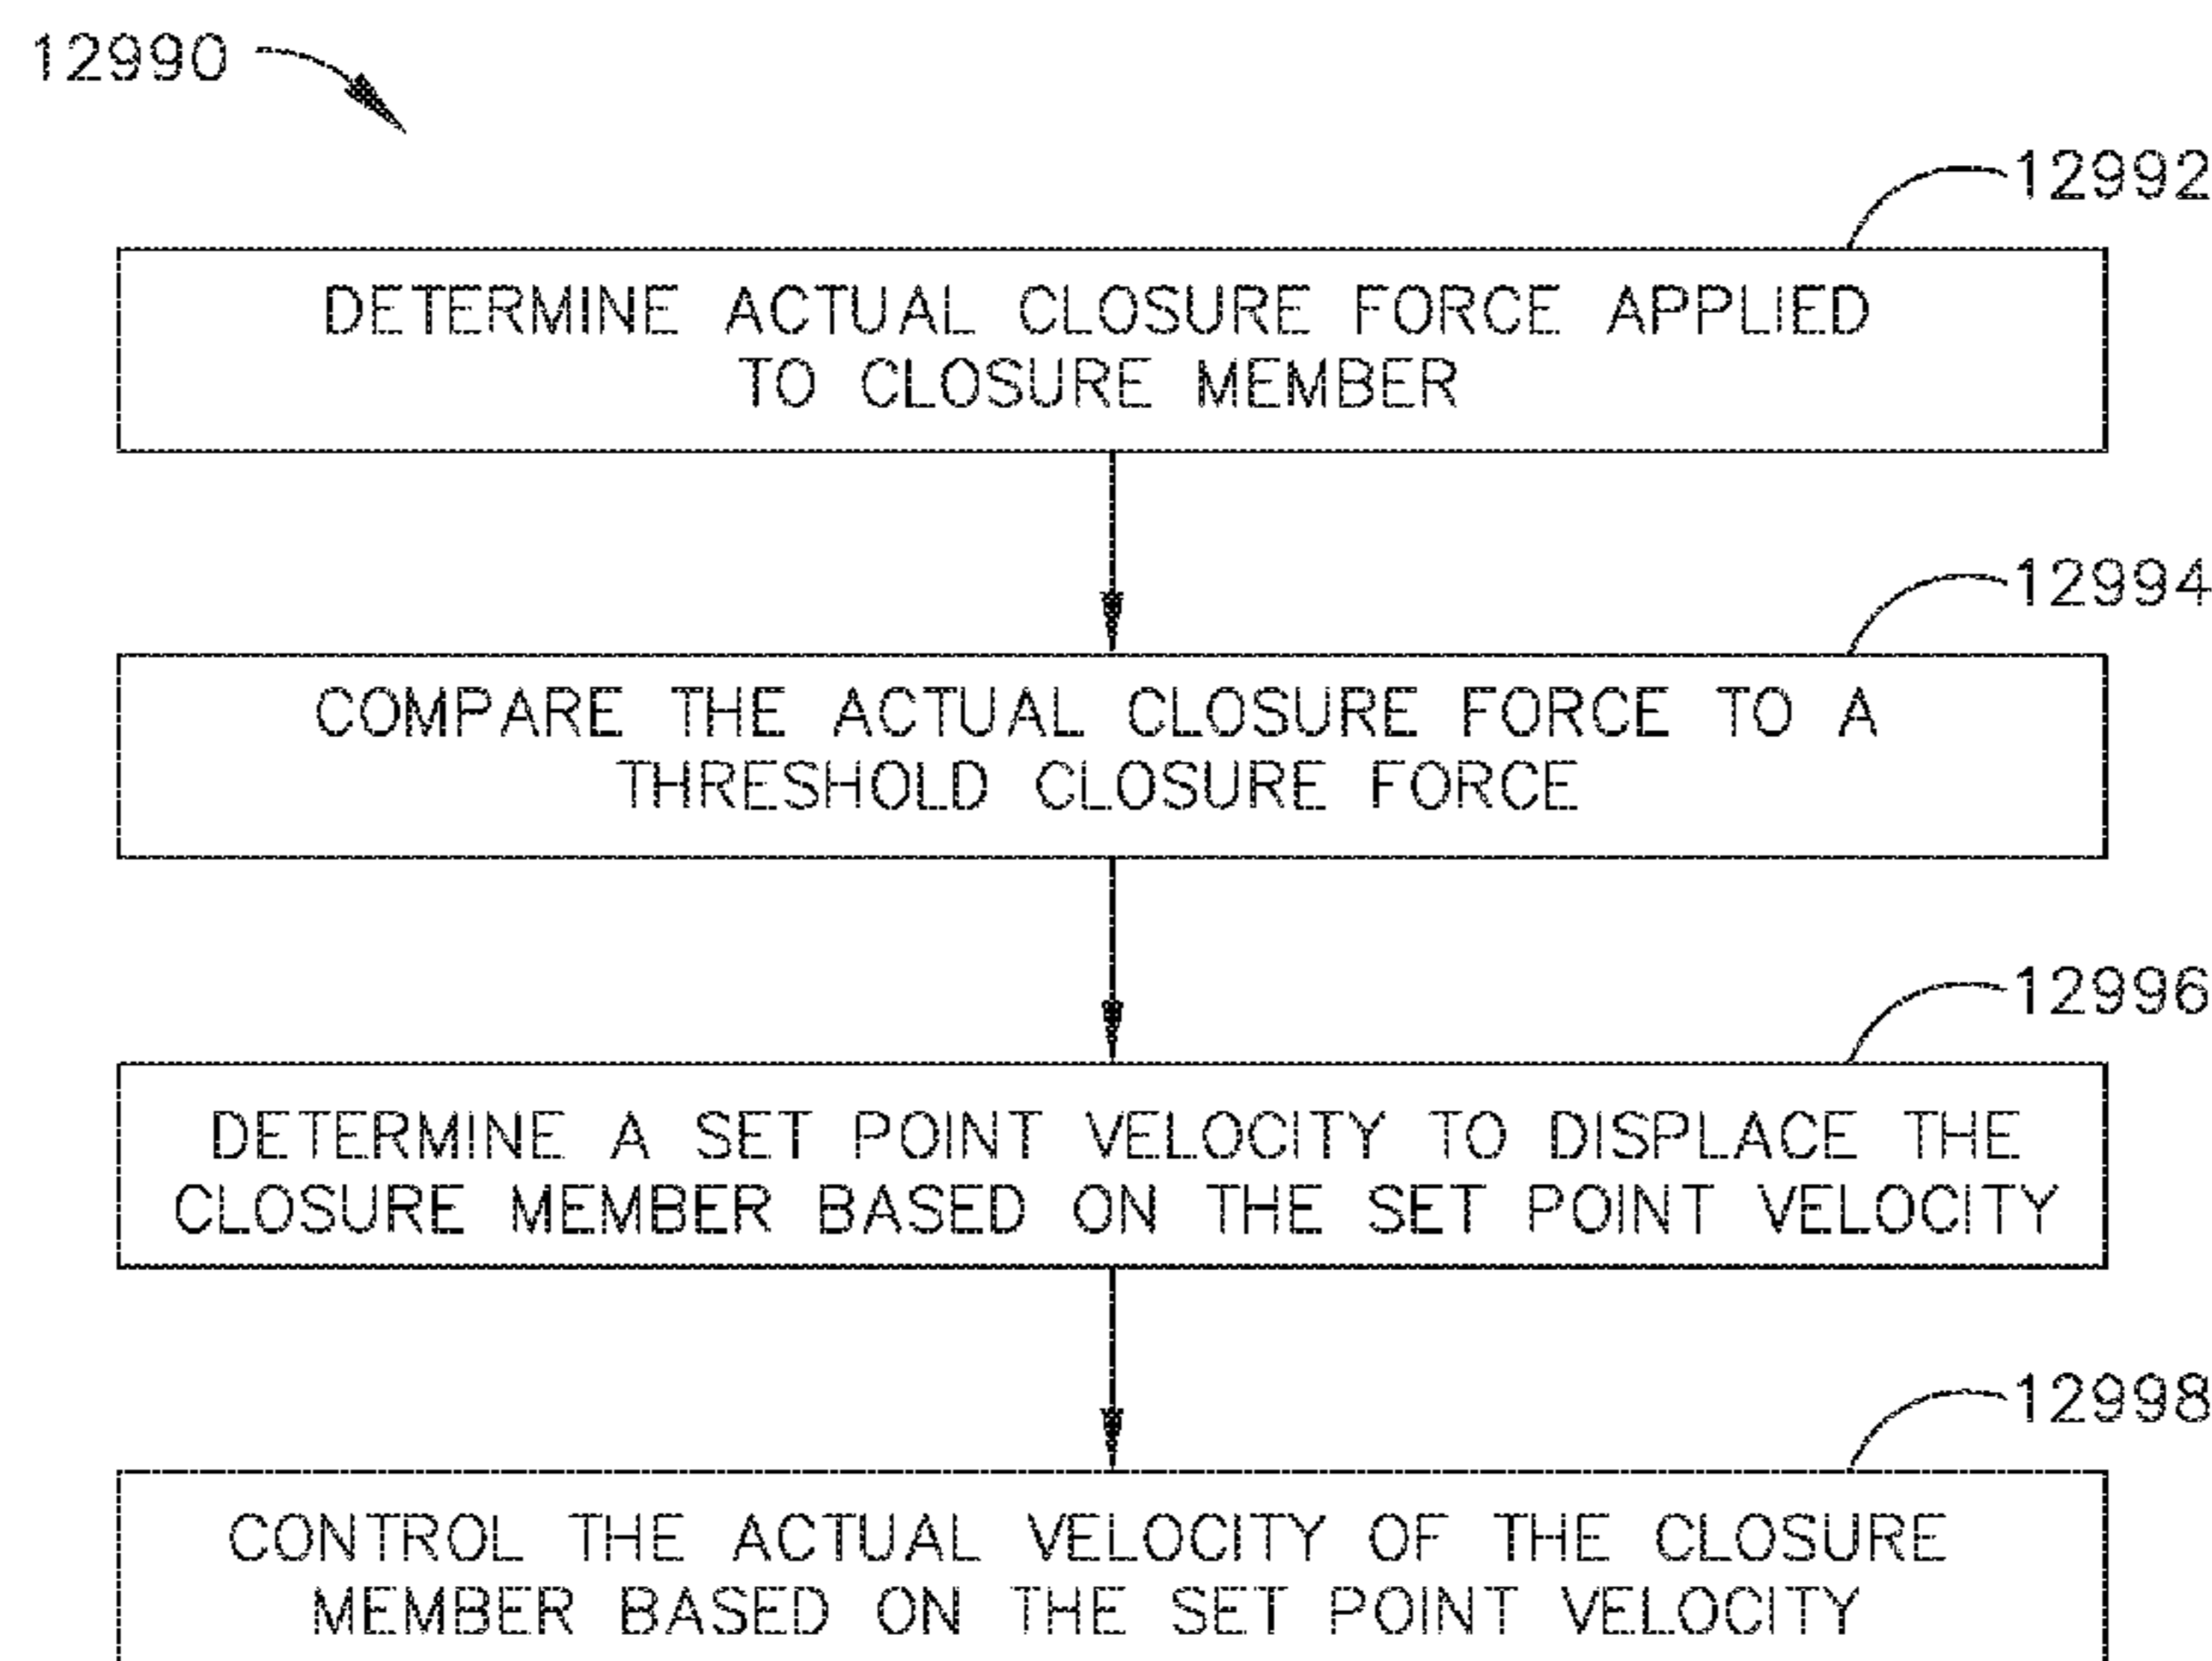 12990
12992
DETERMINE ACTUAL CLOSURE FORCE APPLIED
TO CLOSURE MEMBER
12994
COMPARE THE ACTUAL CLOSURE FORCE TO A
THRESHOLD CLOSURE FORCE
12996
DETERMINE A SET POINT VELOCITY TO DISPLACE THE
CLOSURE MEMBER BASED ON THE SET POINT VELOCITY
12998
CONTROL THE ACTUAL VELOCITY OF THE CLOSURE
MEMBER BASED ON THE SET POINT VELOCITY